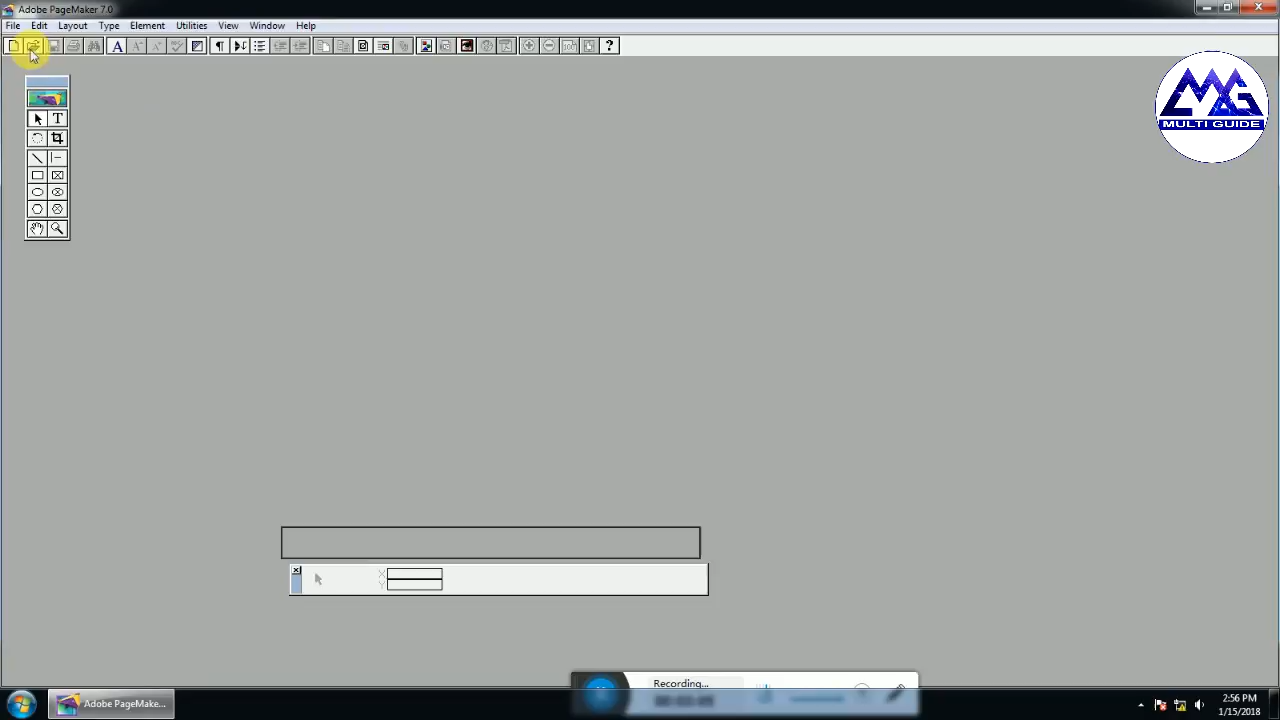 Adobe PageMaker 7.0
File Edit Layout Type Element Utilities View Window Help
MULTI GUIDE
X
Y
Recording...
Adobe PageMake...
2:56 PM
1/15/2018